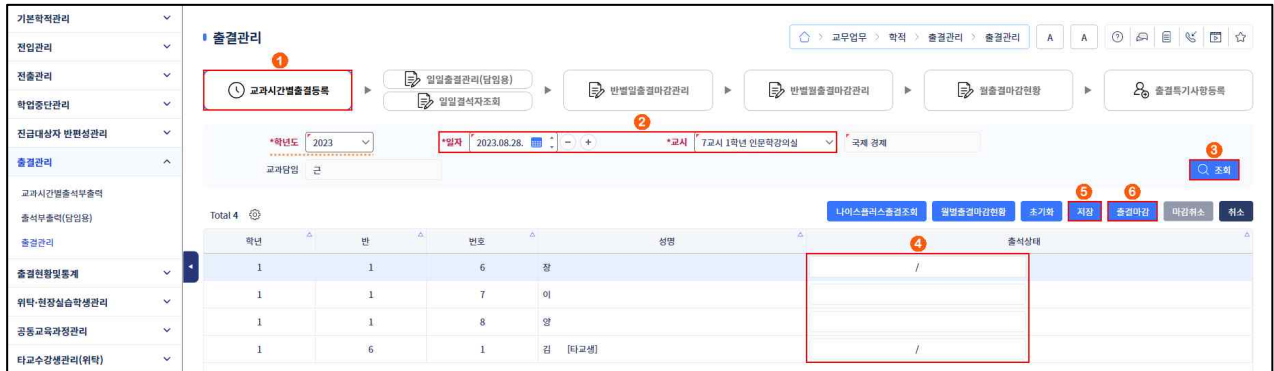 기본학적관리
전입관리
전출관리
학업중단관리
진급대상자 반편성관리
출결관리
교과시간별출석부출력
출석부출력(담임용)
출결관리
출결현황및통계
위탁·현장실습학생관리
공동교육과정관리
타교수강생관리(위탁)
출결관리
교무업무 > 학적 > 출결관리 > 출결관리
A A
1
교과시간별출결등록
일일출결관리(담임용)
일일결석자조회
반별일출결마감관리
반별월출결마감관리
월출결마감현황
출결특기사항등록
2
*학년도 2023 *일자 2023.08.28. - + *교시 7교시 1학년 인문학강의실 국제 경제
3
교과담임 근 조회
5 6
Total 4 나이스플러스출결조회 월별출결마감현황 초기화 저장 출결마감 마감취소 취소
4
학년 반 번호 성명 출석상태
1 1 6 장 /
1 1 7 이
1 1 8 양
1 6 1 김 [타교생] /